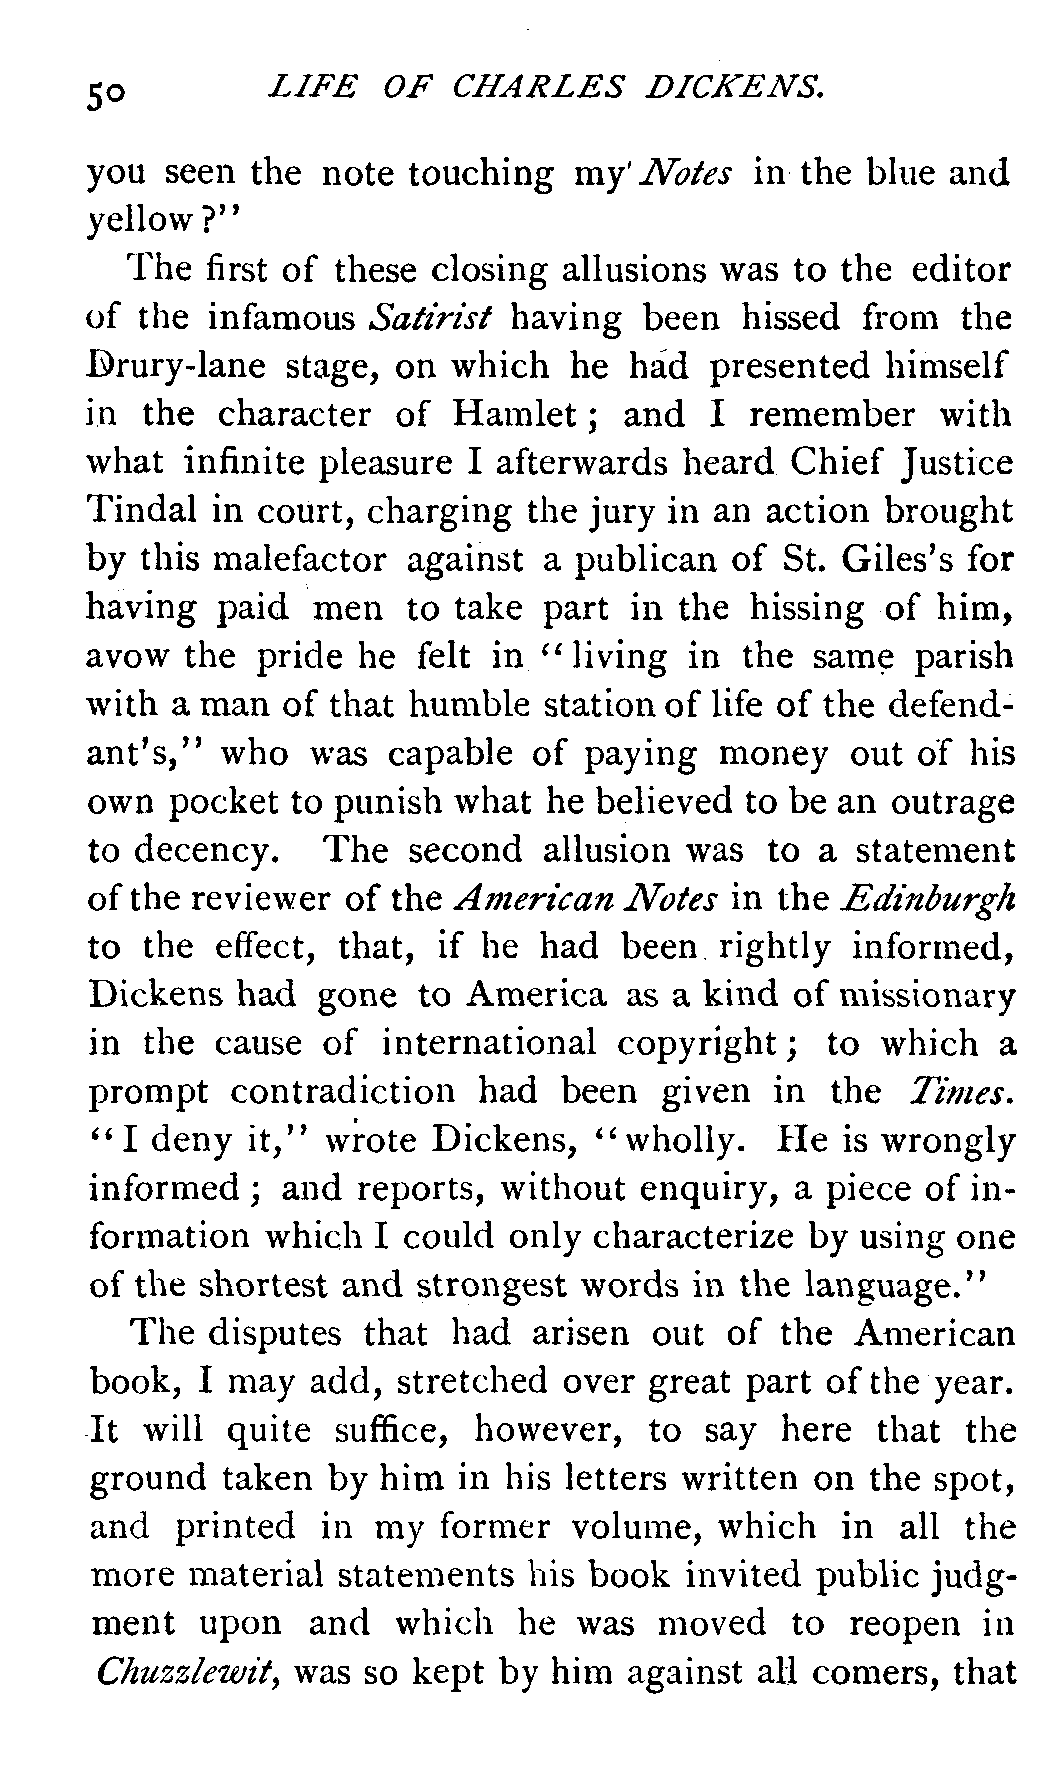 50 LIFE OF CHARLES DICKENS.
you seen the note touching my Notes in the blue and
yellow?"
The first of these closing allusions was to the editor
of the infamous Satirist having been hissed from the
Drury-lane stage, on which he had presented himself
in the character of Hamlet; and I remember with
what infinite pleasure I afterwards heard Chief Justice
Tindal in court, charging the jury in an action brought
by this malefactor against a publican of St. Giles's for
having paid men to take part in the hissing of him,
avow the pride he felt in "living in the same parish
with a man of that humble station of life of the defend-
ant's," who was capable of paying money out of his
own pocket to punish what he believed to be an outrage
to decency. The second allusion was to a statement
of the reviewer of the American Notes in the Edinburgh
to the effect, that, if he had been rightly informed,
Dickens had gone to America as a kind of missionary
in the cause of international copyright; to which a
prompt contradiction had been given in the Times.
"I deny it," wrote Dickens, "wholly. He is wrongly
informed; and reports, without enquiry, a piece of in-
formation which I could only characterize by using one
of the shortest and strongest words in the language."
The disputes that had arisen out of the American
book, I may add, stretched over great part of the year.
It will quite suffice, however, to say here that the
ground taken by him in his letters written on the spot,
and printed in my former volume, which in all the
more material statements his book invited public judg-
ment upon and which he was moved to reopen in
Chuzzlewit, was so kept by him against all comers, that